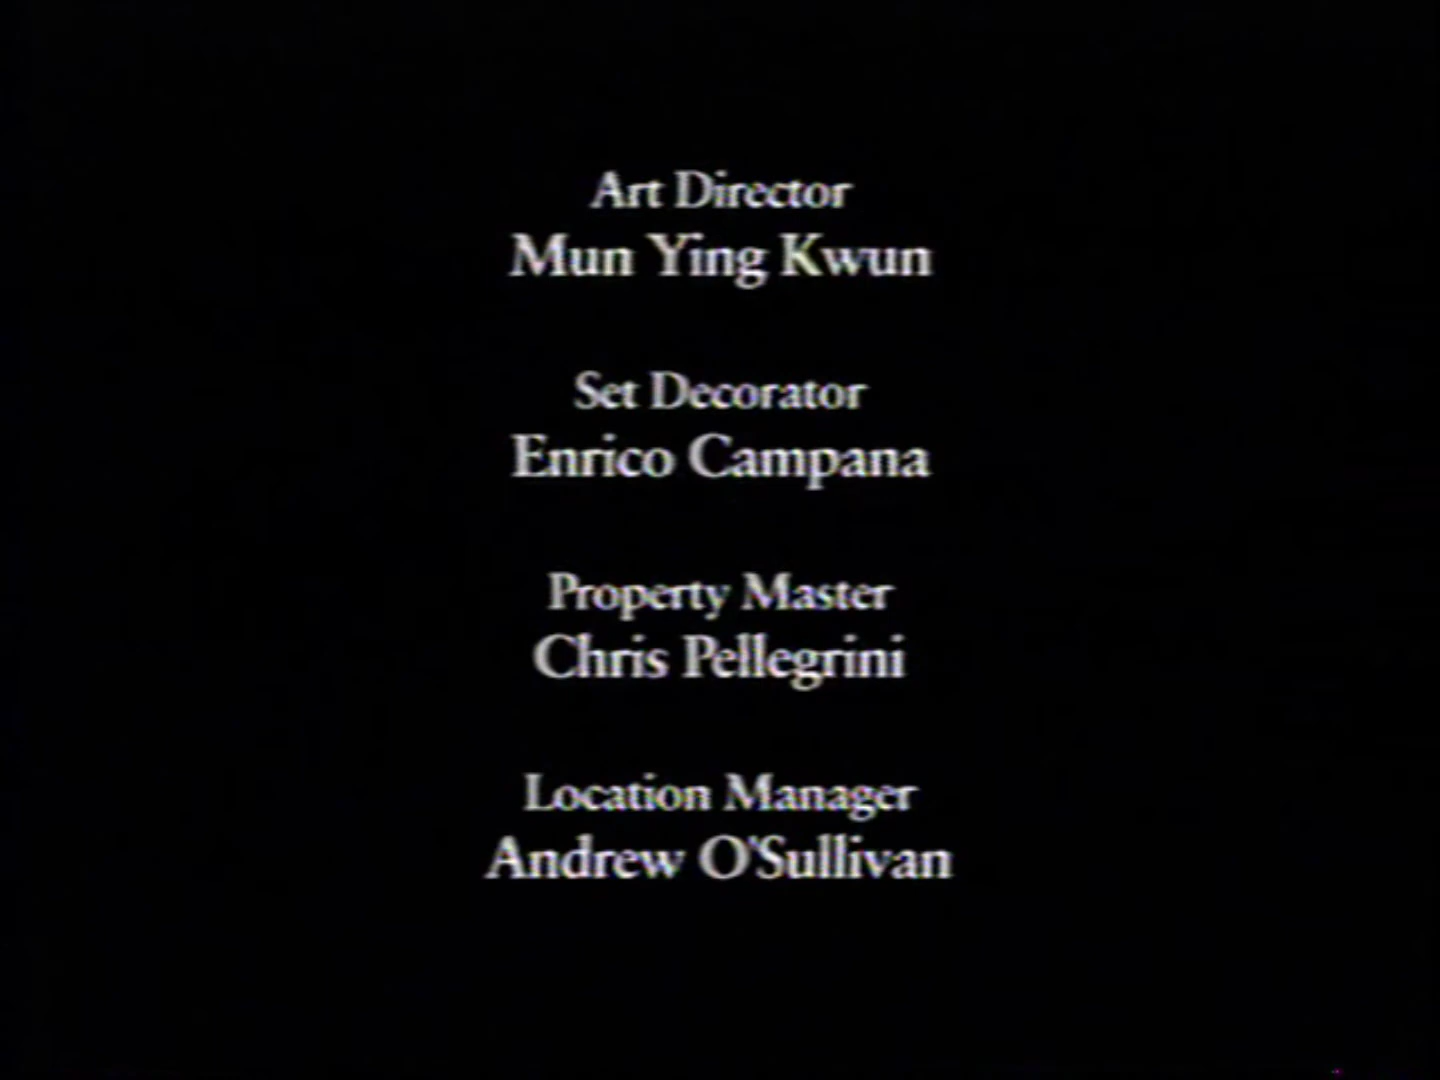 Art Director
Mun Ying Kwun
Set Decorator
Enrico Campana
Property Master
Chris Pellegrini
Location Manager
Andrew O'Sullivan